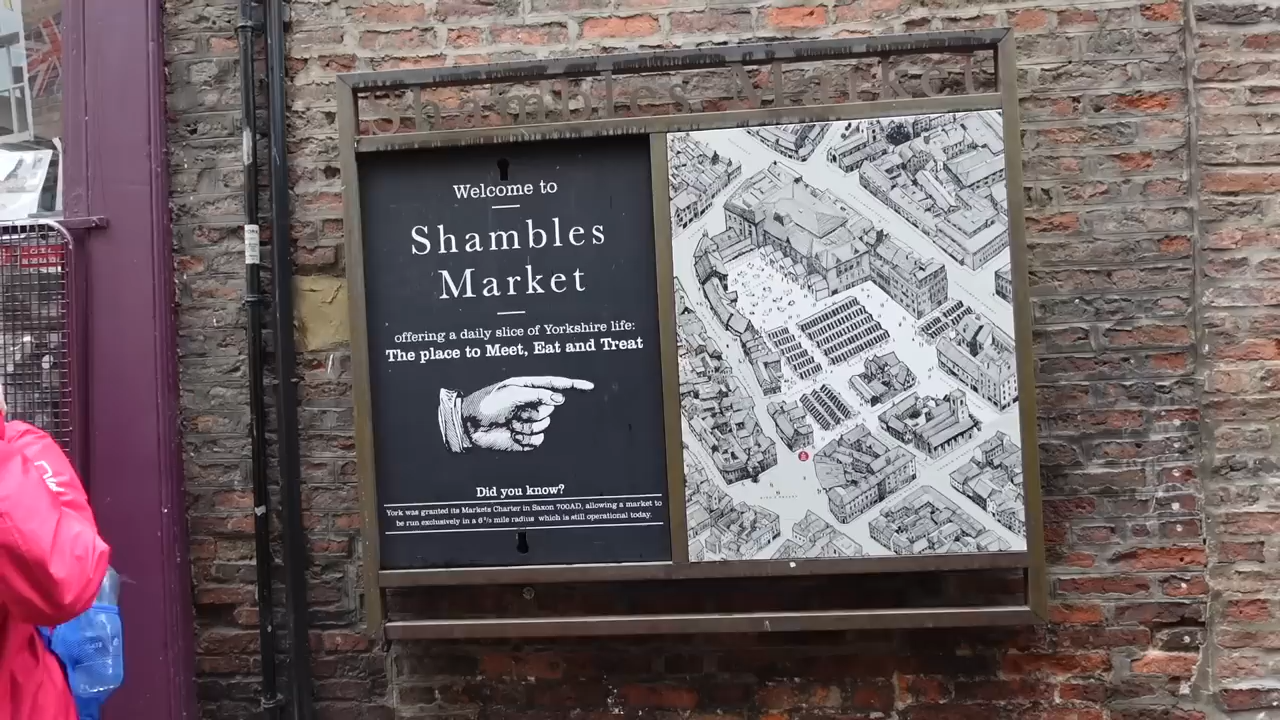 Shambles Market
Welcome to
Shambles
Market
offering a daily slice of Yorkshire life:
The place to Meet, Eat and Treat
Did you know?
York was granted its Markets Charter in Saxon 700AD, allowing a market to
be run exclusively in a 6⅔ mile radius which is still operational today.